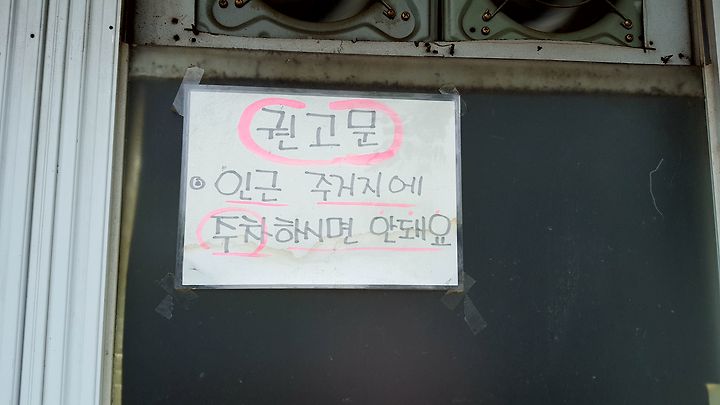 권고문
◎ 인근 주거지에
주차하시면 안돼요